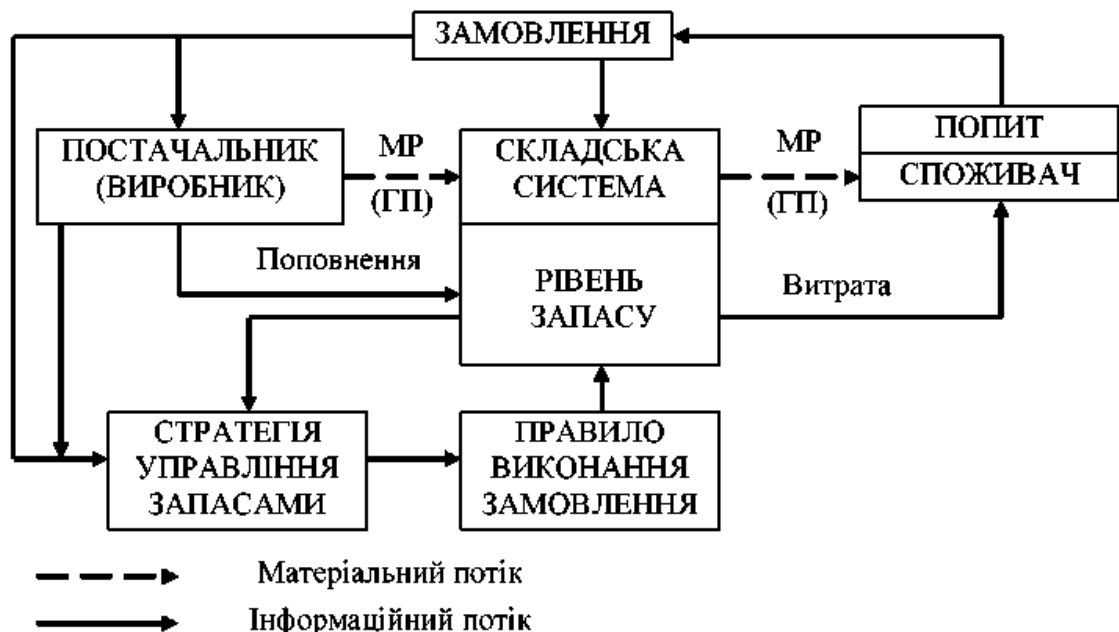 ЗАМОВЛЕННЯ
ПОСТАЧАЛЬНИК
(ВИРОБНИК)
МР
(ГП)
СКЛАДСЬКА
СИСТЕМА
МР
(ГП)
ПОПИТ
СПОЖИВАЧ
Поповнення
РІВЕНЬ
ЗАПАСУ
Витрата
СТРАТЕГІЯ
УПРАВЛІННЯ
ЗАПАСАМИ
ПРАВИЛО
ВИКОНАННЯ
ЗАМОВЛЕННЯ
Матеріальний потік
Інформаційний потік